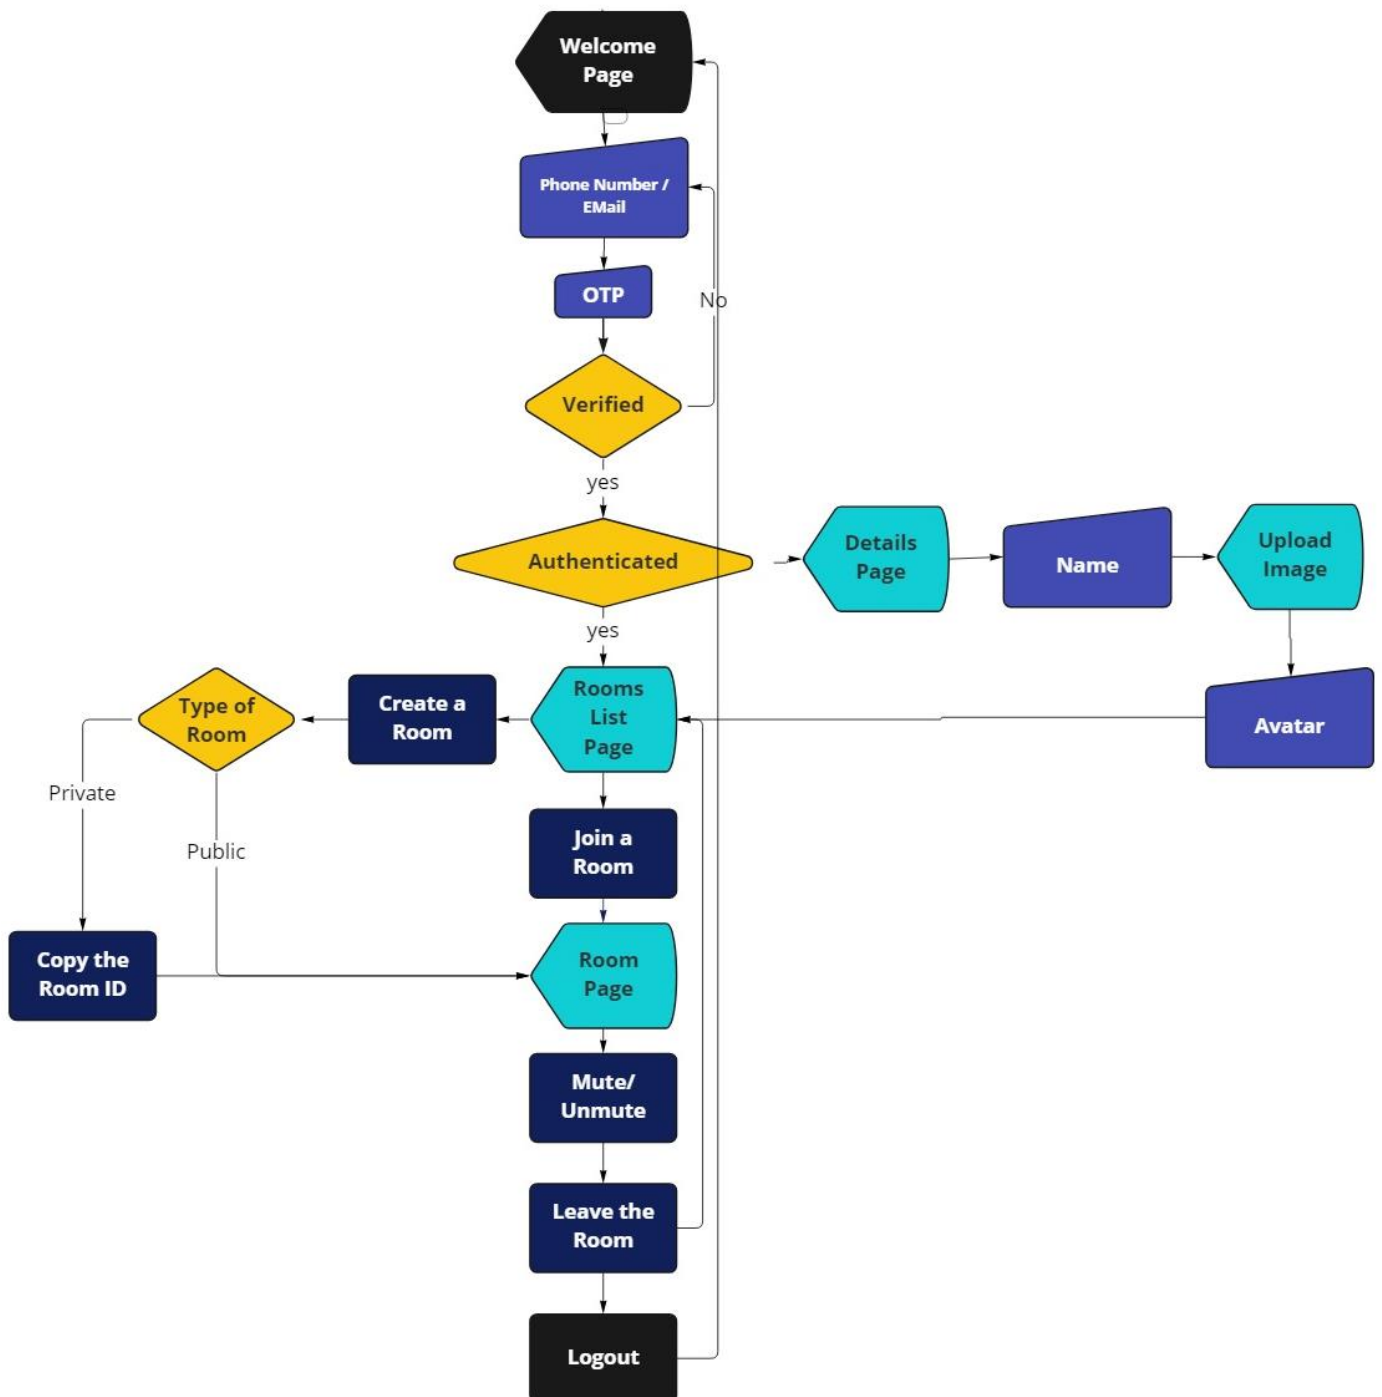 Welcome
Page
Phone Number /
EMail
OTP
No
Verified
yes
Authenticated
Details
Page
Name
Upload
Image
yes
Type of
Room
Create a
Room
Rooms
List
Page
Avatar
Private
Public
Join a
Room
Copy the
Room ID
Room
Page
Mute/
Unmute
Leave the
Room
Logout